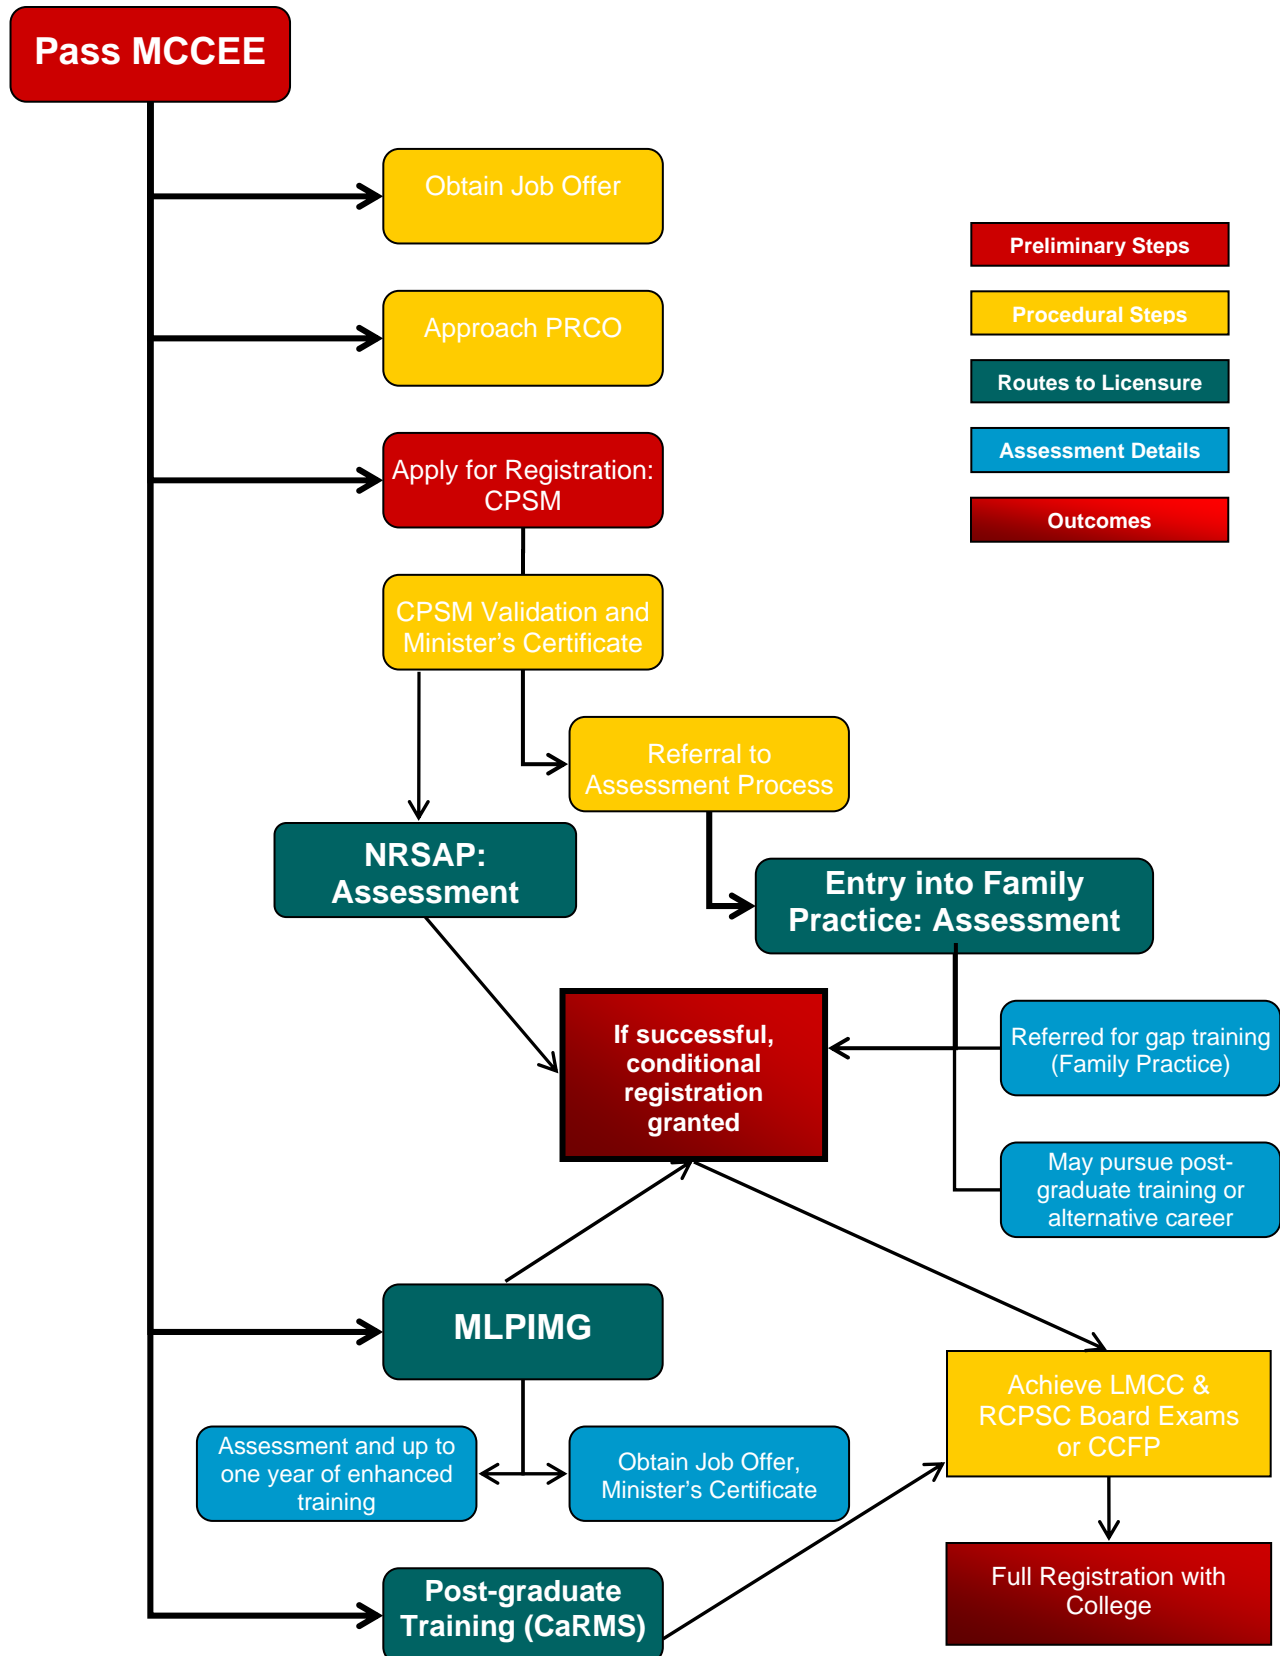 Pass MCCEE
Obtain Job Offer
Approach PRCO
Apply for Registration:
CPSM
CPSM Validation and
Minister’s Certificate
Referral to
Assessment Process
NRSAP:
Assessment
Entry into Family
Practice: Assessment
If successful,
conditional
registration
granted
Referred for gap training
(Family Practice)
May pursue post-
graduate training or
alternative career
MLPIMG
Assessment and up to
one year of enhanced
training
Obtain Job Offer,
Minister’s Certificate
Post-graduate
Training (CaRMS)
Achieve LMCC &
RCPSC Board Exams
or CCFP
Full Registration with
College
Preliminary Steps
Procedural Steps
Routes to Licensure
Assessment Details
Outcomes